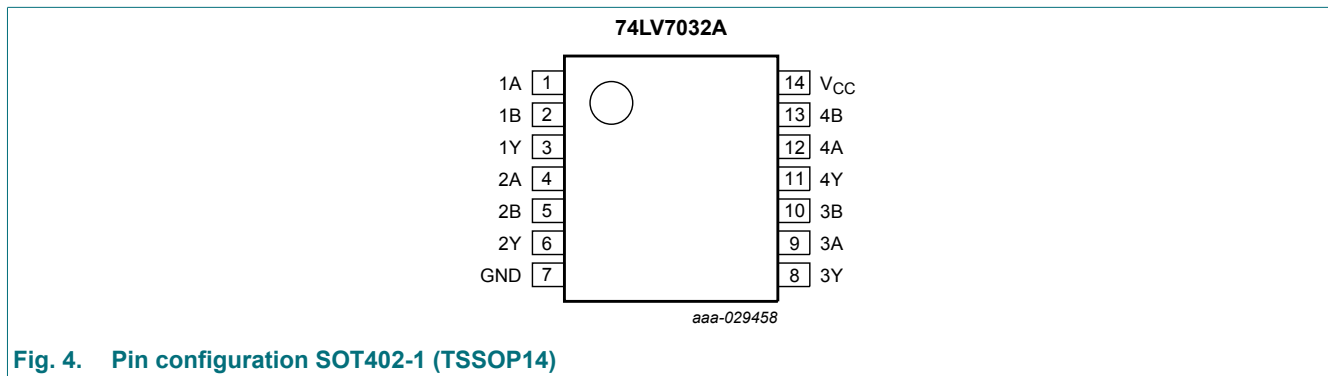 74LV7032A
1A 1 14 VCC
1B 2 13 4B
1Y 3 12 4A
2A 4 11 4Y
2B 5 10 3B
2Y 6 9 3A
GND 7 8 3Y
aaa-029458
Fig. 4. Pin configuration SOT402-1 (TSSOP14)